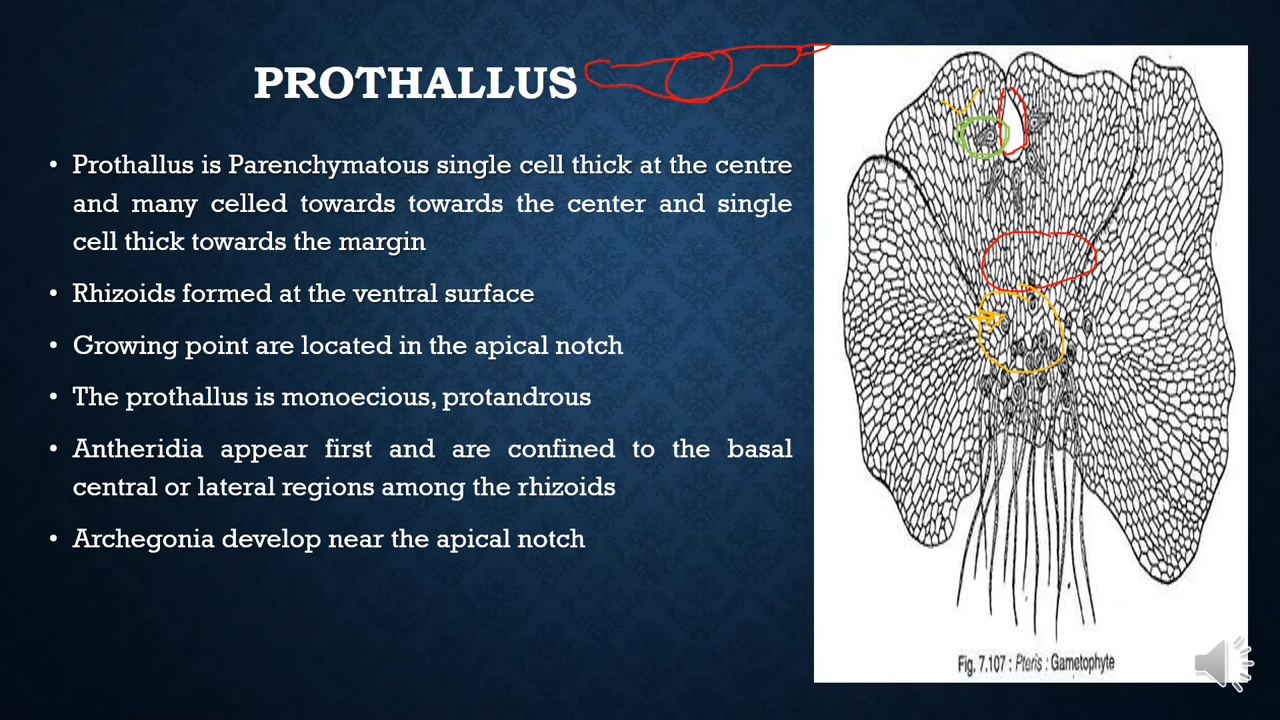 PROTHALLUS
• Prothallus is Parenchymatous single cell thick at the centre
and many celled towards towards the center and single
cell thick towards the margin
• Rhizoids formed at the ventral surface
• Growing point are located in the apical notch
• The prothallus is monoecious, protandrous
• Antheridia appear first and are confined to the basal
central or lateral regions among the rhizoids
• Archegonia develop near the apical notch
Fig. 7.107 : Pteris : Gametophyte